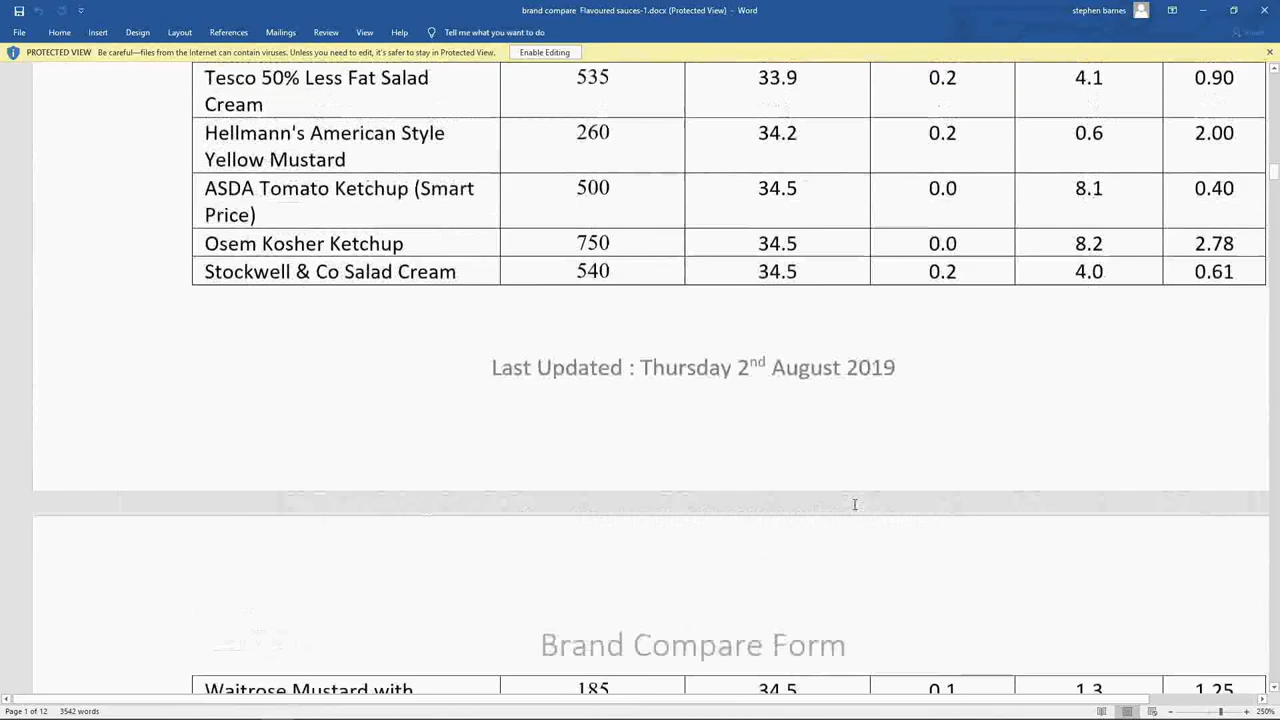 brand compare Flavoured sauces-1.docx (Protected View) – Word
stephen barnes
File Home Insert Design Layout References Mailings Review View Help Tell me what you want to do
PROTECTED VIEW Be careful—files from the Internet can contain viruses. Unless you need to edit, it's safer to stay in Protected View. Enable Editing
Tesco 50% Less Fat Salad 535 33.9 0.2 4.1 0.90
Cream
Hellmann's American Style 260 34.2 0.2 0.6 2.00
Yellow Mustard
ASDA Tomato Ketchup (Smart 500 34.5 0.0 8.1 0.40
Price)
Osem Kosher Ketchup 750 34.5 0.0 8.2 2.78
Stockwell & Co Salad Cream 540 34.5 0.2 4.0 0.61
Last Updated : Thursday 2nd August 2019
Brand Compare Form
Waitrose Mustard with 185 34.5 0.1 1.3 1.25
Page 1 of 12 3542 words 250%